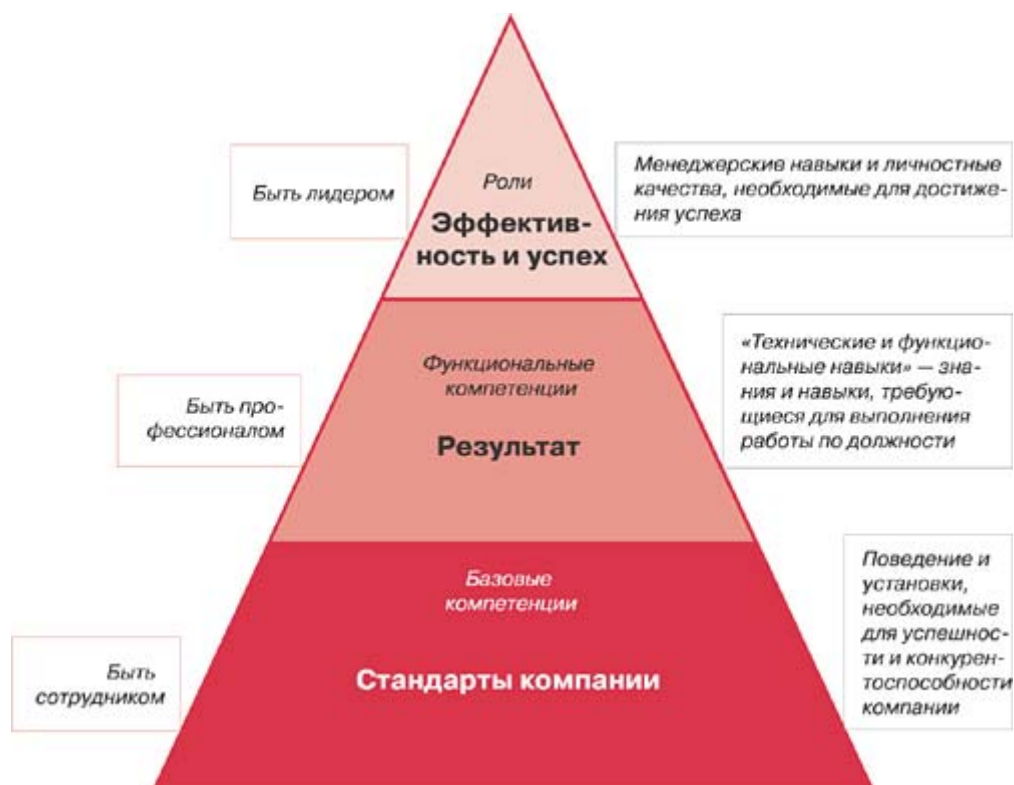 Быть лидером
Роли
Эффектив-
ность и успех
Менеджерские навыки и личностные
качества, необходимые для достиже-
ния успеха
Быть про-
фессионалом
Функциональные
компетенции
Результат
«Технические и функцио-
нальные навыки» — зна-
ния и навыки, требую-
щиеся для выполнения
работы по должности
Быть
сотрудником
Базовые
компетенции
Стандарты компании
Поведение и
установки,
необходимые
для успешнос-
ти и конкурен-
тоспособности
компании